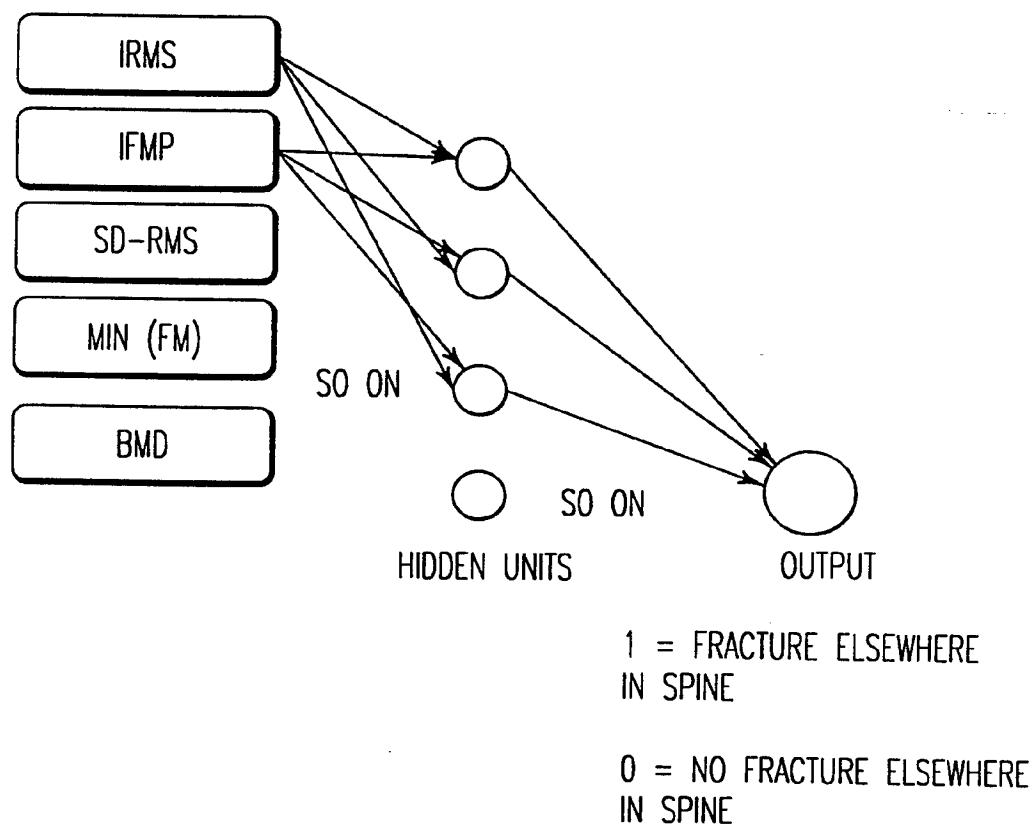 IRMS
IFMP
SD-RMS
MIN (FM)
BMD
SO ON
SO ON
HIDDEN UNITS
OUTPUT
1 = FRACTURE ELSEWHERE
IN SPINE
0 = NO FRACTURE ELSEWHERE
IN SPINE